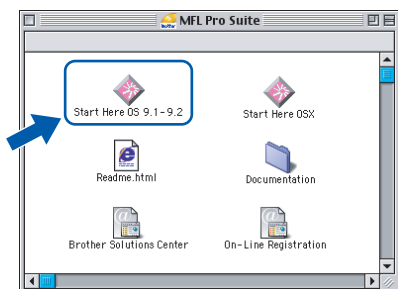 MFL Pro Suite
Start Here OS 9.1-9.2
Start Here OSX
Readme.html
Documentation
Brother Solutions Center
On-Line Registration